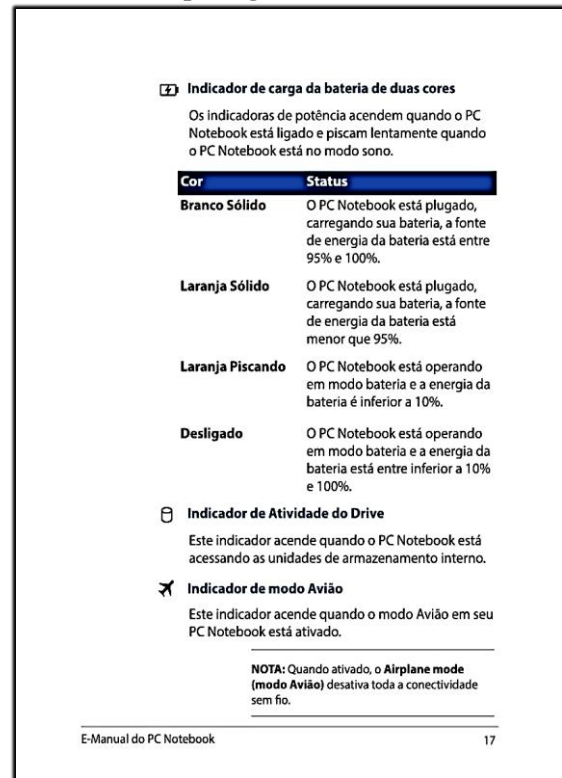 Indicador de carga da bateria de duas cores
Os indicadoras de potência acendem quando o PC
Notebook está ligado e piscam lentamente quando
o PC Notebook está no modo sono.
Cor Status
Branco Sólido O PC Notebook está plugado,
carregando sua bateria, a fonte
de energia da bateria está entre
95% e 100%.
Laranja Sólido O PC Notebook está plugado,
carregando sua bateria, a fonte
de energia da bateria está
menor que 95%.
Laranja Piscando O PC Notebook está operando
em modo bateria e a energia da
bateria é inferior a 10%.
Desligado O PC Notebook está operando
em modo bateria e a energia da
bateria está entre inferior a 10%
e 100%.
Indicador de Atividade do Drive
Este indicador acende quando o PC Notebook está
acessando as unidades de armazenamento interno.
Indicador de modo Avião
Este indicador acende quando o modo Avião em seu
PC Notebook está ativado.
NOTA: Quando ativado, o Airplane mode
(modo Avião) desativa toda a conectividade
sem fio.
E-Manual do PC Notebook 17